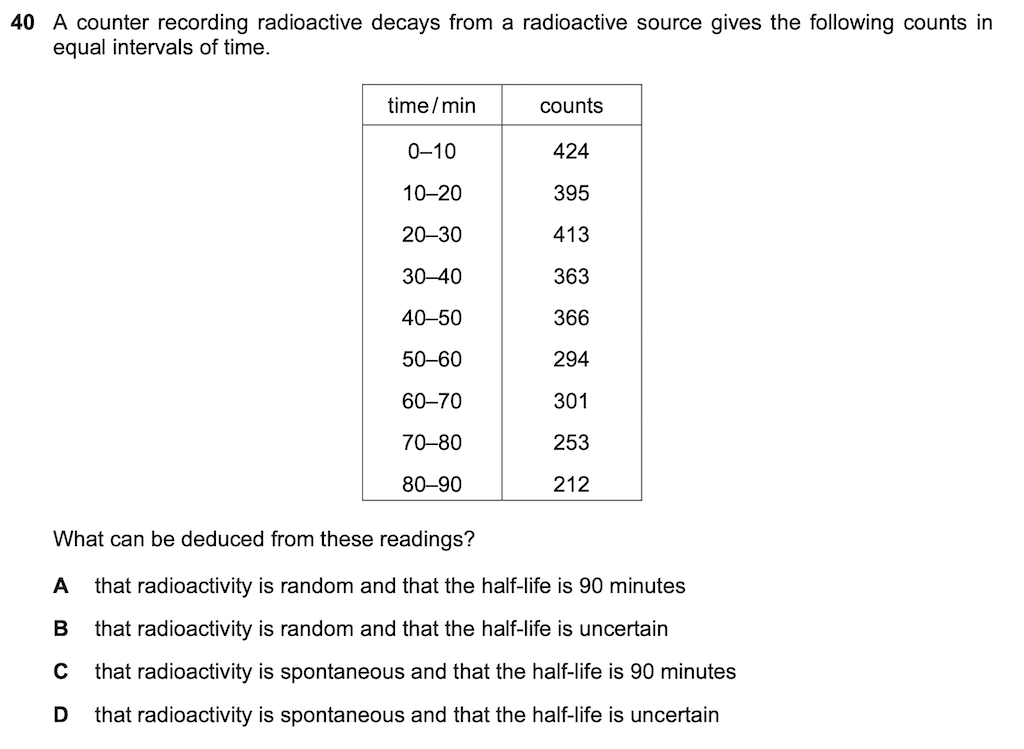 40 A counter recording radioactive decays from a radioactive source gives the following counts in
equal intervals of time.
time / min counts
0–10 424
10–20 395
20–30 413
30–40 363
40–50 366
50–60 294
60–70 301
70–80 253
80–90 212
What can be deduced from these readings?
A that radioactivity is random and that the half-life is 90 minutes
B that radioactivity is random and that the half-life is uncertain
C that radioactivity is spontaneous and that the half-life is 90 minutes
D that radioactivity is spontaneous and that the half-life is uncertain